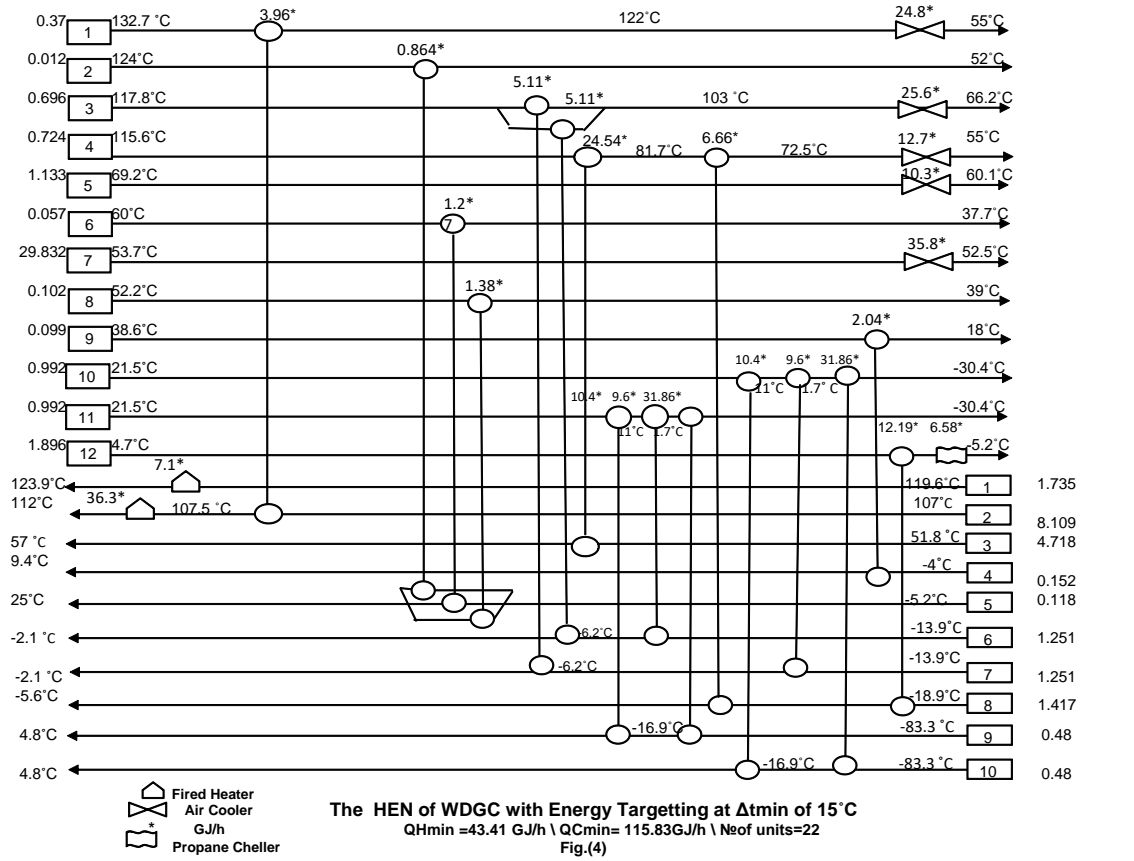 0.37 1 132.7 °C 3.96* 122°C 24.8* 55°C
0.012 2 124°C 0.864* 52°C
0.696 3 117.8°C 5.11* 5.11* 103 °C 25.6* 66.2°C
0.724 4 115.6°C 24.54* 81.7°C 6.66* 72.5°C 12.7* 55°C
1.133 5 69.2°C 10.3* 60.1°C
0.057 6 60°C 1.2* 7 37.7°C
29.832 7 53.7°C 35.8* 52.5°C
0.102 8 52.2°C 1.38* 39°C
0.099 9 38.6°C 2.04* 18°C
0.992 10 21.5°C 10.4* 9.6* 31.86* 11°C 1.7° C -30.4°C
0.992 11 21.5°C 10.4* 9.6* 31.86* 11°C 1.7°C -30.4°C
1.896 12 4.7°C 12.19* 6.58* -5.2°C
123.9°C 7.1* 119.6°C 1 1.735
112°C 36.3* 107.5 °C 107°C 2 8.109
57 °C 51.8 °C 3 4.718
9.4°C -4°C 4 0.152
25°C -5.2°C 5 0.118
-2.1 °C -6.2°C -13.9°C 6 1.251
-2.1 °C -6.2°C -13.9°C 7 1.251
-5.6°C -18.9°C 8 1.417
4.8°C -16.9°C -83.3 °C 9 0.48
4.8°C -16.9°C -83.3 °C 10 0.48
Fired Heater
Air Cooler
* GJ/h
Propane Cheller
The HEN of WDGC with Energy Targetting at Δtmin of 15°C
QHmin =43.41 GJ/h \ QCmin= 115.83GJ/h \ №of units=22
Fig.(4)